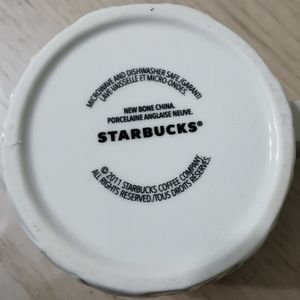 MICROWAVE AND DISHWASHER SAFE./GARANTI
LAVE-VAISSELLE ET MICRO-ONDES.
NEW BONE CHINA.
PORCELAINE ANGLAISE NEUVE.
STARBUCKS®
© 2011 STARBUCKS COFFEE COMPANY.
ALL RIGHTS RESERVED./TOUS DROITS RÉSERVÉS.